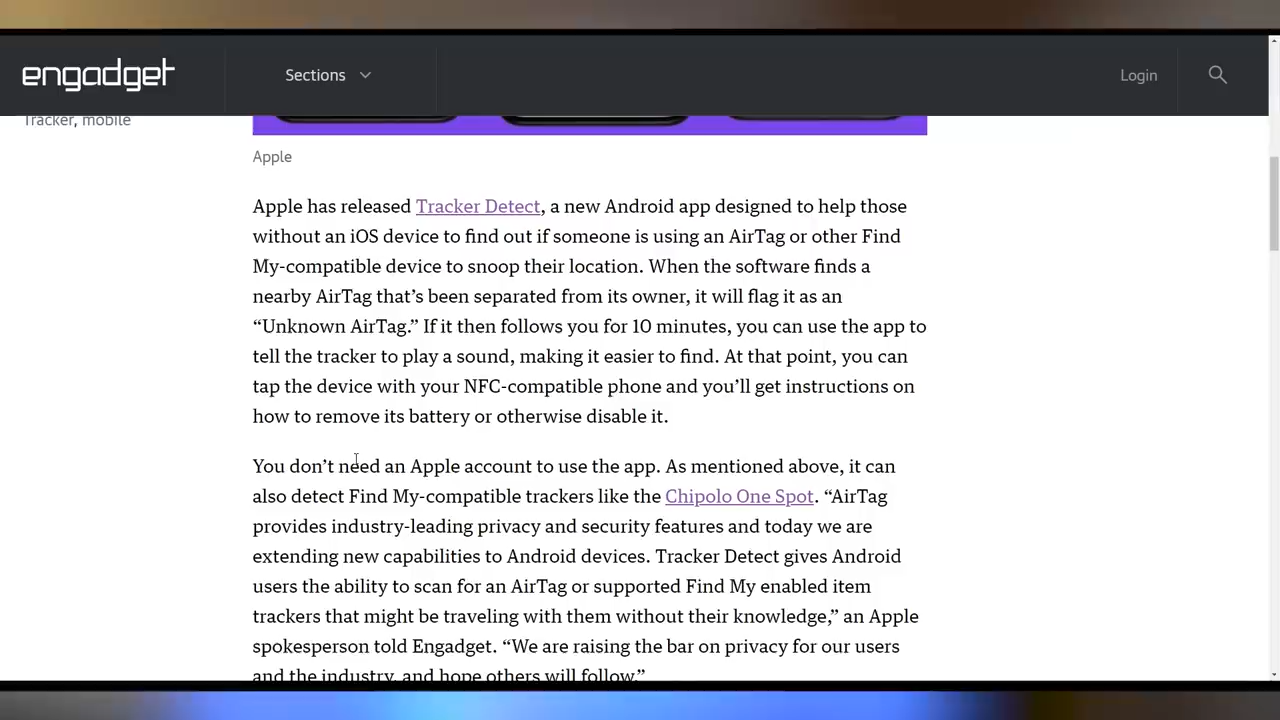 engadget
Sections
Login
Tracker, mobile
Apple
Apple has released Tracker Detect, a new Android app designed to help those
without an iOS device to find out if someone is using an AirTag or other Find
My-compatible device to snoop their location. When the software finds a
nearby AirTag that’s been separated from its owner, it will flag it as an
“Unknown AirTag.” If it then follows you for 10 minutes, you can use the app to
tell the tracker to play a sound, making it easier to find. At that point, you can
tap the device with your NFC-compatible phone and you’ll get instructions on
how to remove its battery or otherwise disable it.
You don’t need an Apple account to use the app. As mentioned above, it can
also detect Find My-compatible trackers like the Chipolo One Spot. “AirTag
provides industry-leading privacy and security features and today we are
extending new capabilities to Android devices. Tracker Detect gives Android
users the ability to scan for an AirTag or supported Find My enabled item
trackers that might be traveling with them without their knowledge,” an Apple
spokesperson told Engadget. “We are raising the bar on privacy for our users
and the industry, and hope others will follow.”